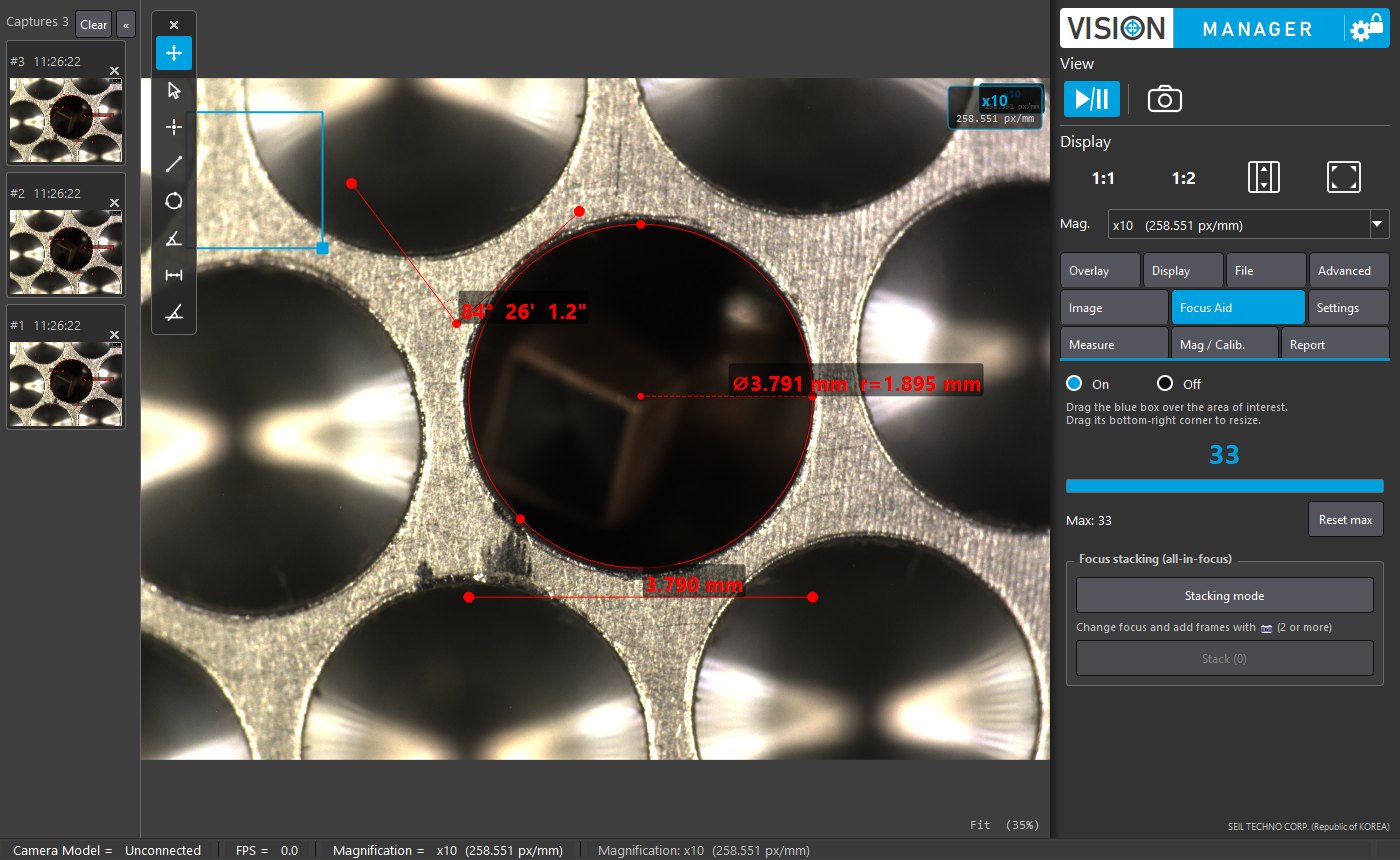 Captures 3
Clear
«
#3 11:26:22
#2 11:26:22
#1 11:26:22
x10
258.551 px/mm
84° 26' 1.2"
Ø3.791 mm r=1.895 mm
3.790 mm
Fit (35%)
VISION MANAGER
View
Display
1:1
1:2
Mag.
x10 (258.551 px/mm)
Overlay
Display
File
Advanced
Image
Focus Aid
Settings
Measure
Mag / Calib.
Report
On
Off
Drag the blue box over the area of interest.
Drag its bottom-right corner to resize.
33
Max: 33
Reset max
Focus stacking (all-in-focus)
Stacking mode
Change focus and add frames with 📷 (2 or more)
Stack (0)
SEIL TECHNO CORP. (Republic of KOREA)
Camera Model = Unconnected
FPS = 0.0
Magnification = x10 (258.551 px/mm)
Magnification: x10 (258.551 px/mm)